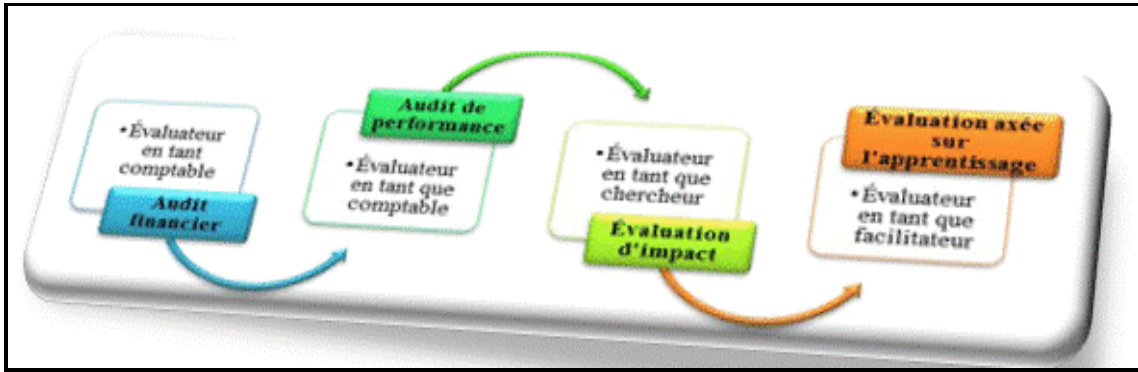 •Évaluateur
en tant
comptable
Audit
financier
Audit de
performance
•Évaluateur
en tant que
comptable
•Évaluateur
en tant que
chercheur
Évaluation
d'impact
Évaluation axée
sur
l'apprentissage
•Évaluateur
en tant que
facilitateur